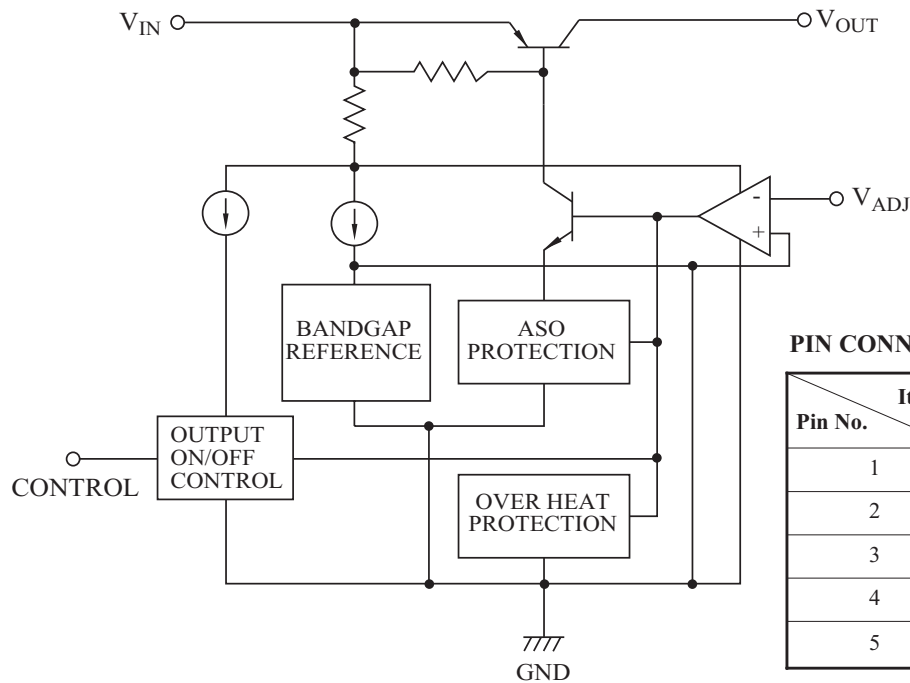 V_IN
V_OUT
-
V_ADJ
+
BANDGAP
REFERENCE
ASO
PROTECTION
PIN CONN
Pin No.
1
OUTPUT
ON/OFF
CONTROL
CONTROL
OVER HEAT
PROTECTION
2
3
4
5
GND